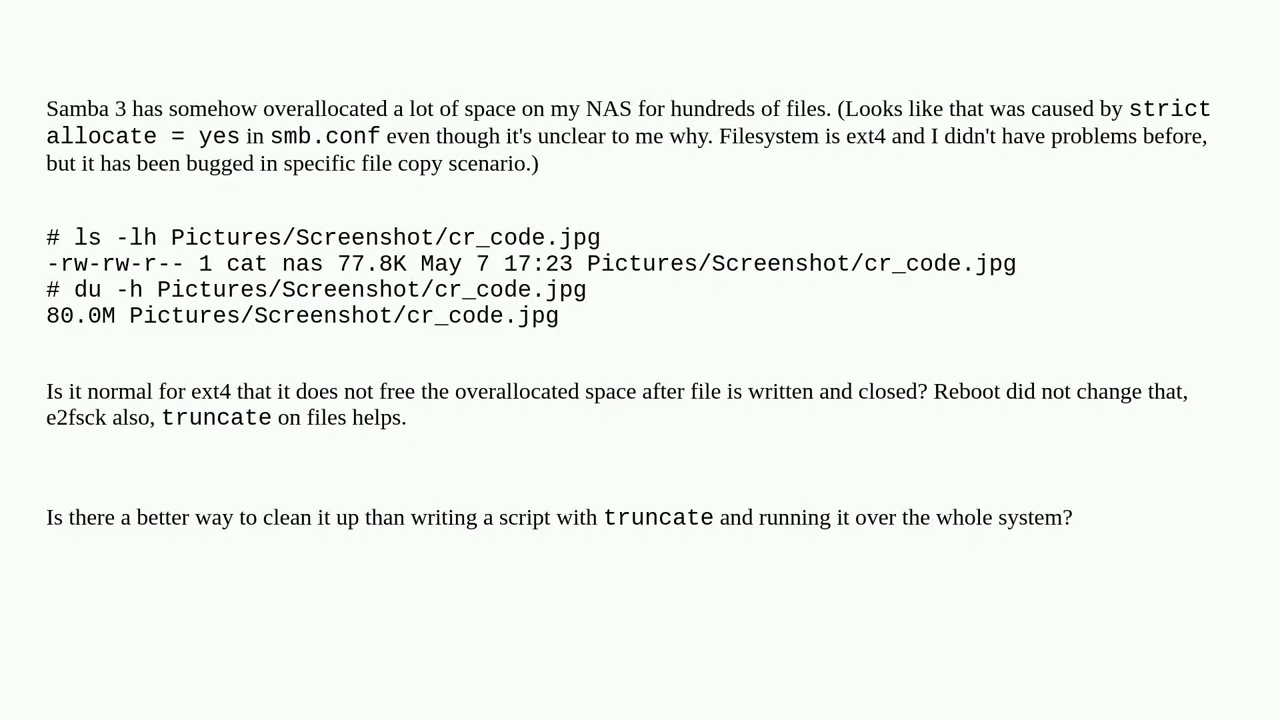 Samba 3 has somehow overallocated a lot of space on my NAS for hundreds of files. (Looks like that was caused by strict
allocate = yes in smb.conf even though it's unclear to me why. Filesystem is ext4 and I didn't have problems before,
but it has been bugged in specific file copy scenario.)
# ls -lh Pictures/Screenshot/cr_code.jpg
-rw-rw-r-- 1 cat nas 77.8K May 7 17:23 Pictures/Screenshot/cr_code.jpg
# du -h Pictures/Screenshot/cr_code.jpg
80.0M Pictures/Screenshot/cr_code.jpg
Is it normal for ext4 that it does not free the overallocated space after file is written and closed? Reboot did not change that,
e2fsck also, truncate on files helps.
Is there a better way to clean it up than writing a script with truncate and running it over the whole system?